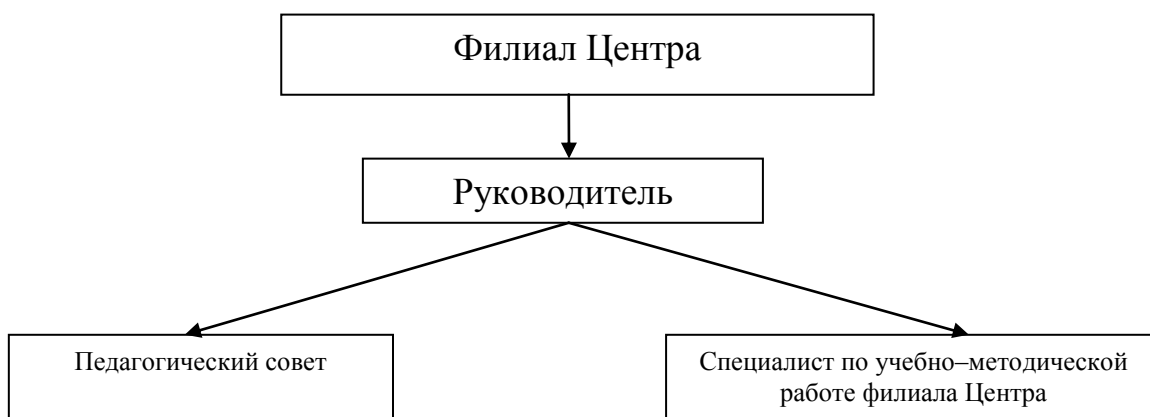 Филиал Центра
Руководитель
Педагогический совет
Специалист по учебно–методической
работе филиала Центра